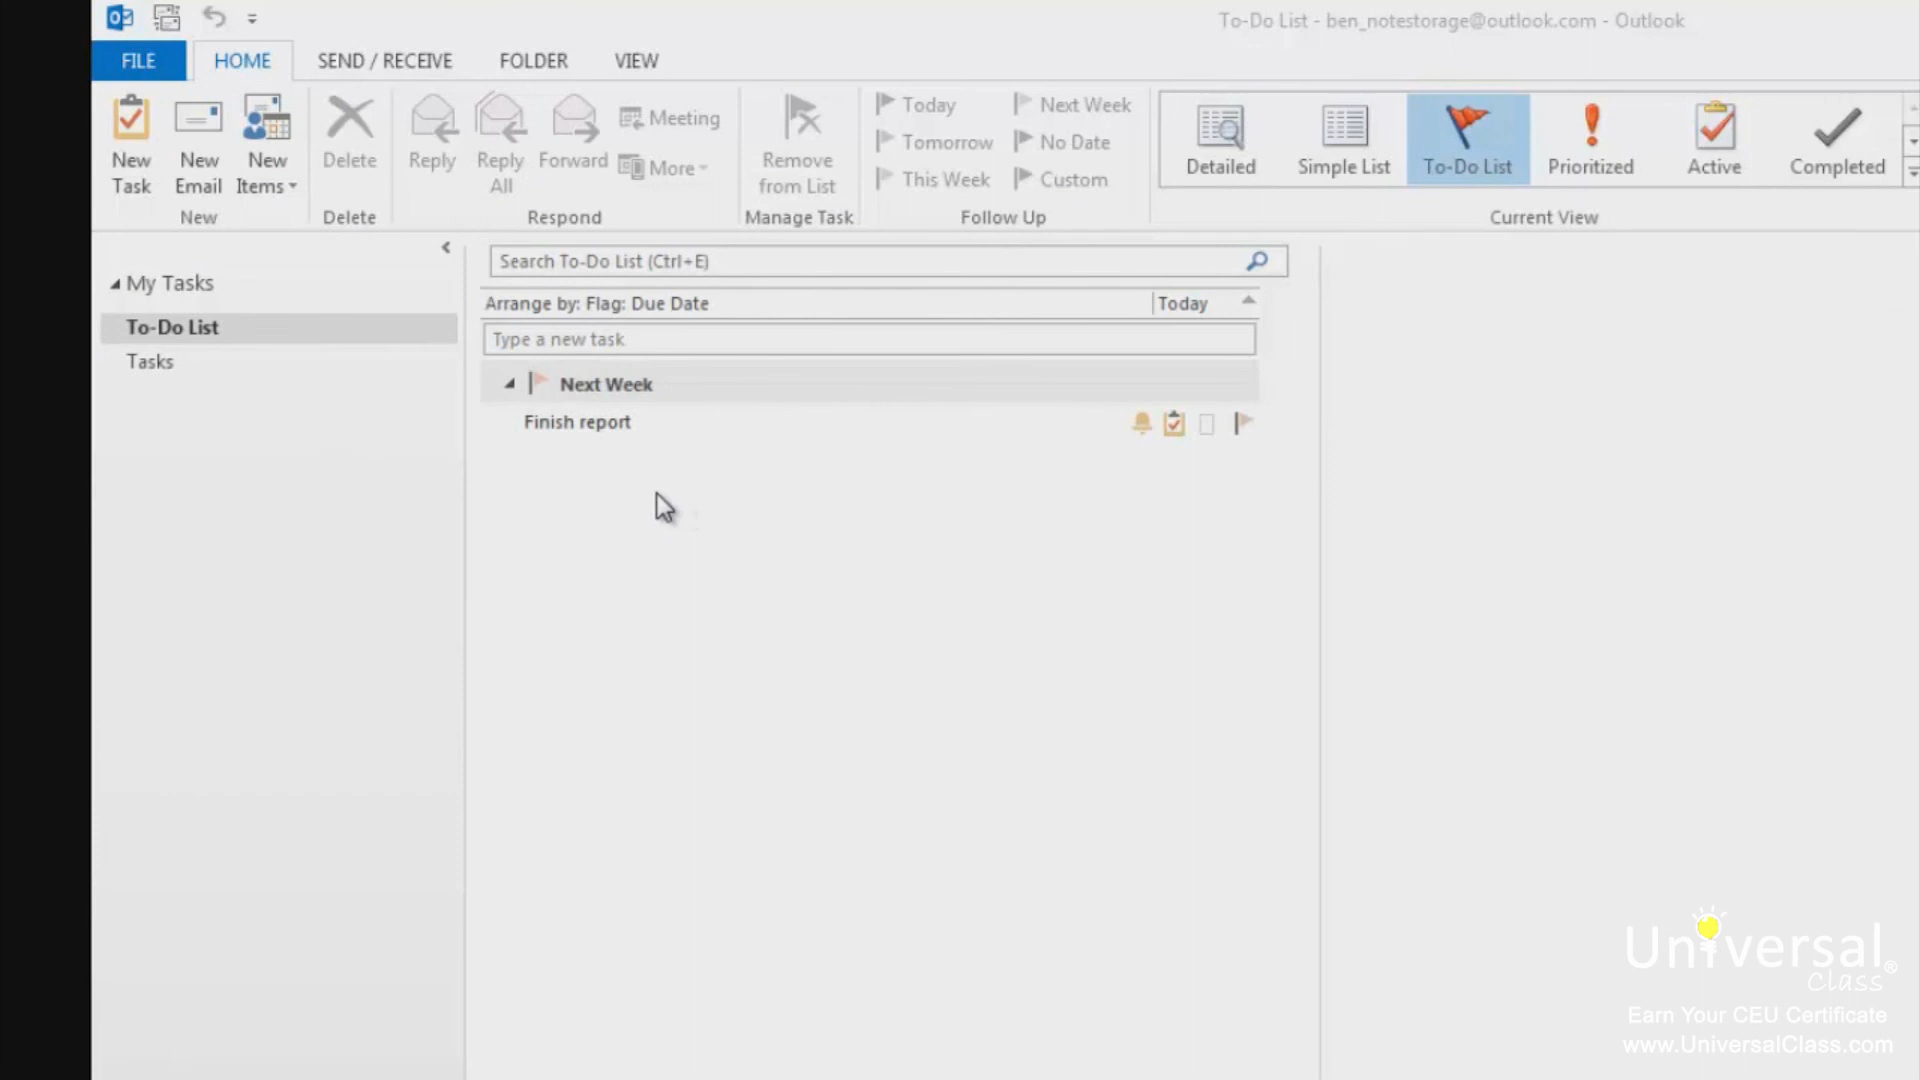 To-Do List - ben_notestorage@outlook.com - Outlook
FILE HOME SEND / RECEIVE FOLDER VIEW
New Task
New Email
New Items
New
Delete
Delete
Reply
Reply All
Forward
Meeting
More
Respond
Remove from List
Manage Task
Today
Tomorrow
This Week
Next Week
No Date
Custom
Follow Up
Detailed
Simple List
To-Do List
Prioritized
Active
Completed
Current View
My Tasks
To-Do List
Tasks
Search To-Do List (Ctrl+E)
Arrange by: Flag: Due Date Today
Type a new task
Next Week
Finish report
Universal
Class®
Earn Your CEU Certificate
www.UniversalClass.com